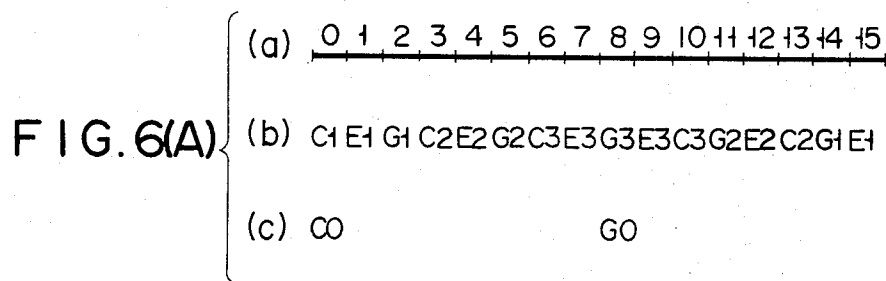 FIG.6(A)
(a) 0 1 2 3 4 5 6 7 8 9 10 11 12 13 14 15
(b) C1 E1 G1 C2 E2 G2 C3 E3 G3 E3 C3 G2 E2 C2 G1 E1
(c) C0 G0